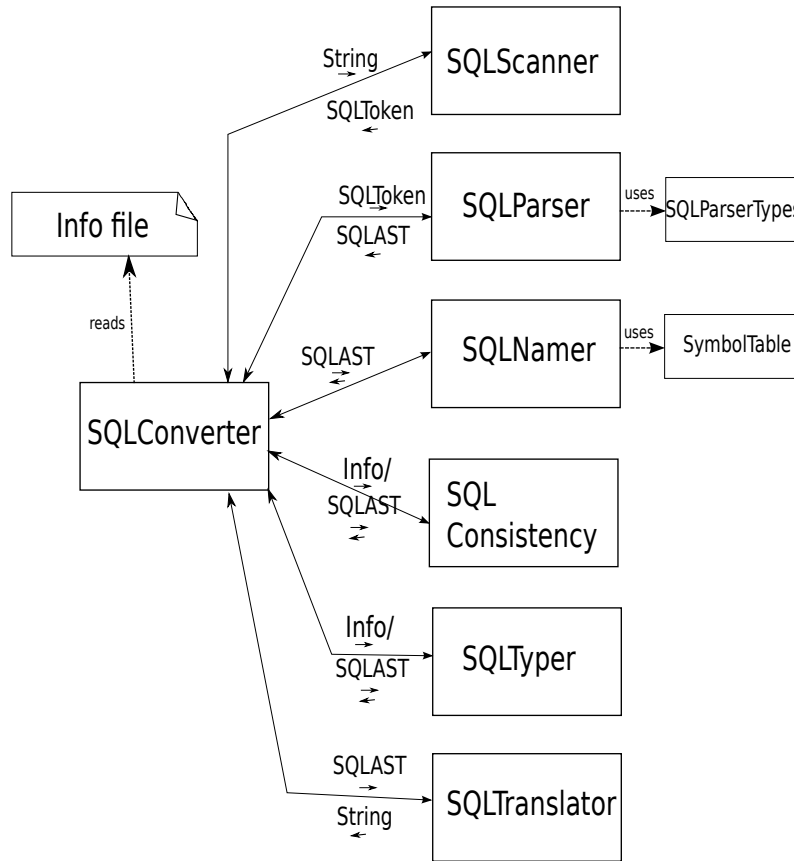 String
SQLScanner
SQLToken
SQLToken
SQLParser
uses
SQLParserTypes
SQLAST
Info file
reads
SQLAST
SQLNamer
uses
SymbolTable
SQLConverter
Info/
SQLAST
SQL
Consistency
Info/
SQLAST
SQLTyper
SQLAST
String
SQLTranslator